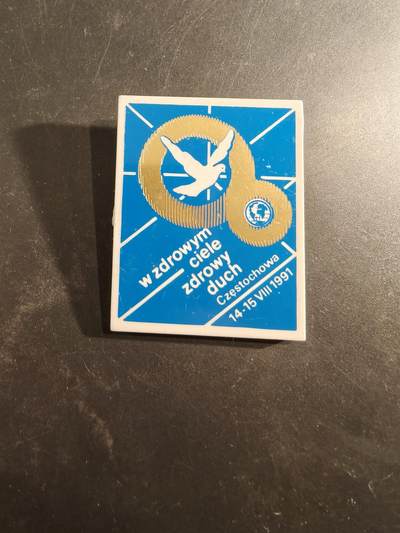 w zdrowym
ciele
zdrowy
duch
Częstochowa
14-15 VIII 1991